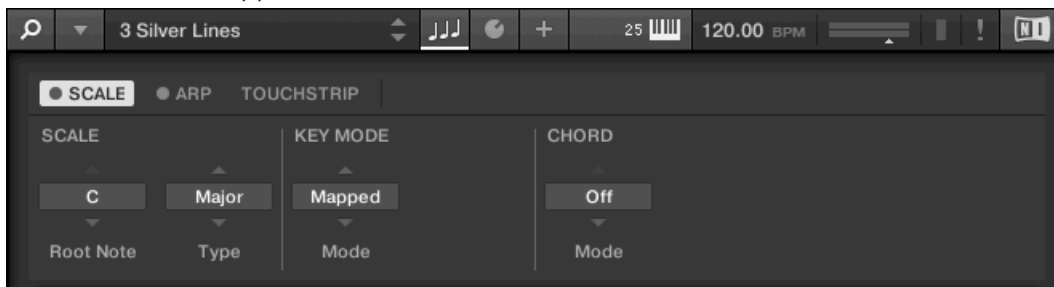 3 Silver Lines 25 120.00 BPM ! NI
SCALE ARP TOUCHSTRIP
SCALE KEY MODE CHORD
C Major Mapped Off
Root Note Type Mode Mode